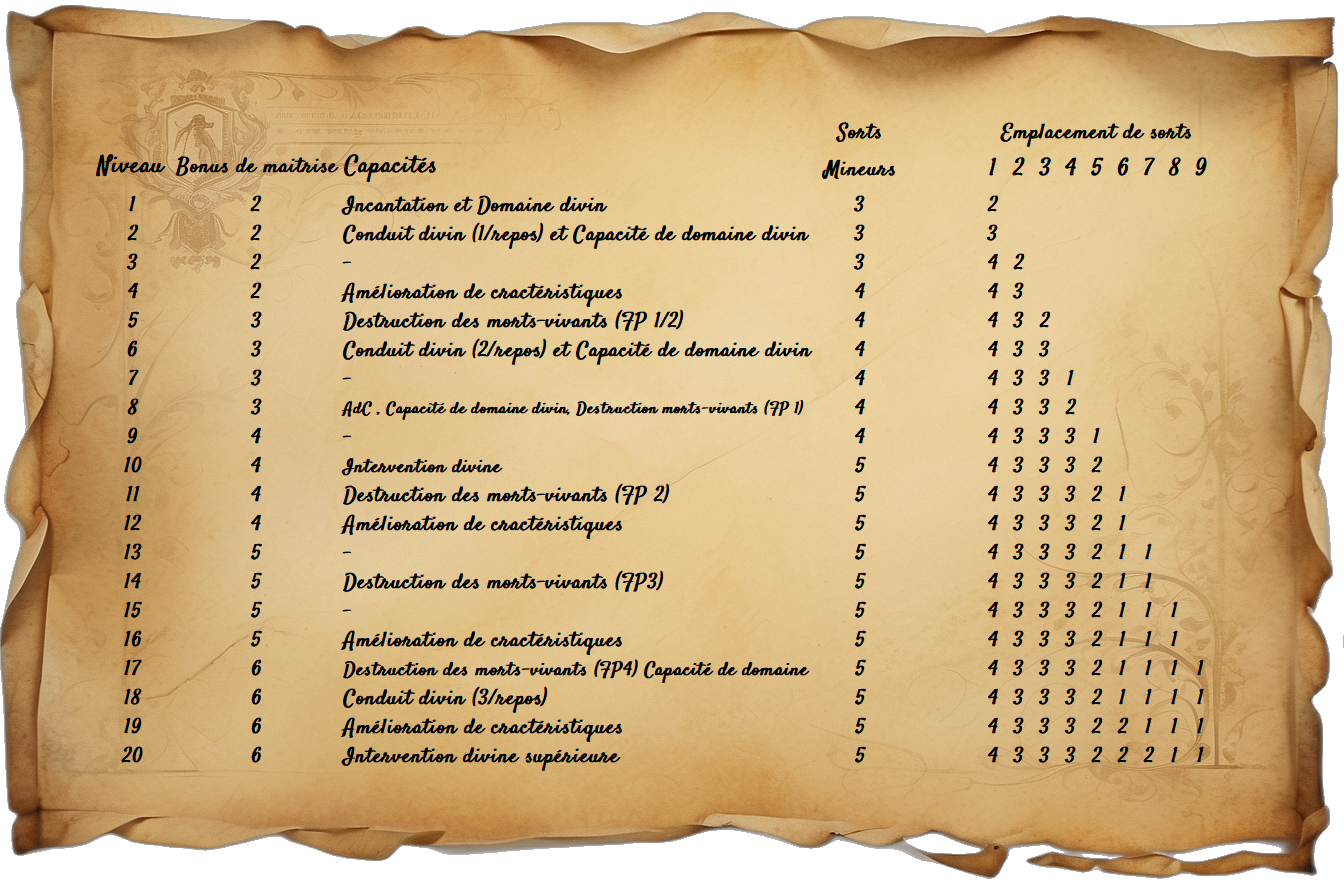 Sorts Emplacement de sorts
Niveau Bonus de maitrise Capacités Mineurs 1 2 3 4 5 6 7 8 9
1 2 Incantation et Domaine divin 3 2
2 2 Conduit divin (1/repos) et Capacité de domaine divin 3 3
3 2 - 3 4 2
4 2 Amélioration de cractéristiques 4 4 3
5 3 Destruction des morts-vivants (FP 1/2) 4 4 3 2
6 3 Conduit divin (2/repos) et Capacité de domaine divin 4 4 3 3
7 3 - 4 4 3 3 1
8 3 AdC , Capacité de domaine divin, Destruction morts-vivants (FP 1) 4 4 3 3 2
9 4 - 4 4 3 3 3 1
10 4 Intervention divine 5 4 3 3 3 2
11 4 Destruction des morts-vivants (FP 2) 5 4 3 3 3 2 1
12 4 Amélioration de cractéristiques 5 4 3 3 3 2 1
13 5 - 5 4 3 3 3 2 1 1
14 5 Destruction des morts-vivants (FP3) 5 4 3 3 3 2 1 1
15 5 - 5 4 3 3 3 2 1 1 1
16 5 Amélioration de cractéristiques 5 4 3 3 3 2 1 1 1
17 6 Destruction des morts-vivants (FP4) Capacité de domaine 5 4 3 3 3 2 1 1 1 1
18 6 Conduit divin (3/repos) 5 4 3 3 3 2 1 1 1 1
19 6 Amélioration de cractéristiques 5 4 3 3 3 2 2 1 1 1
20 6 Intervention divine supérieure 5 4 3 3 3 2 2 2 1 1